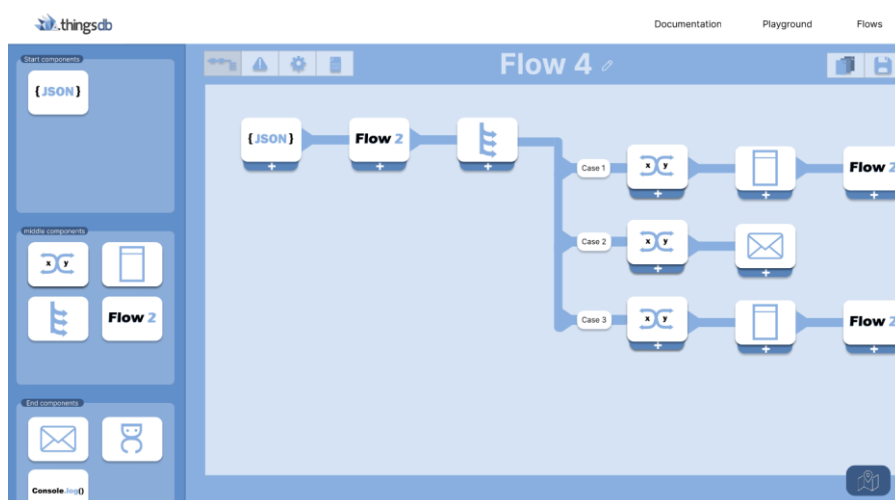 .thingsdb
Documentation
Playground
Flows
Start components
{JSON}
middle components
x y
Flow 2
End components
Console.log()
Flow 4
{JSON}
Flow 2
Case 1
x y
Flow 2
Case 2
x y
Case 3
x y
Flow 2